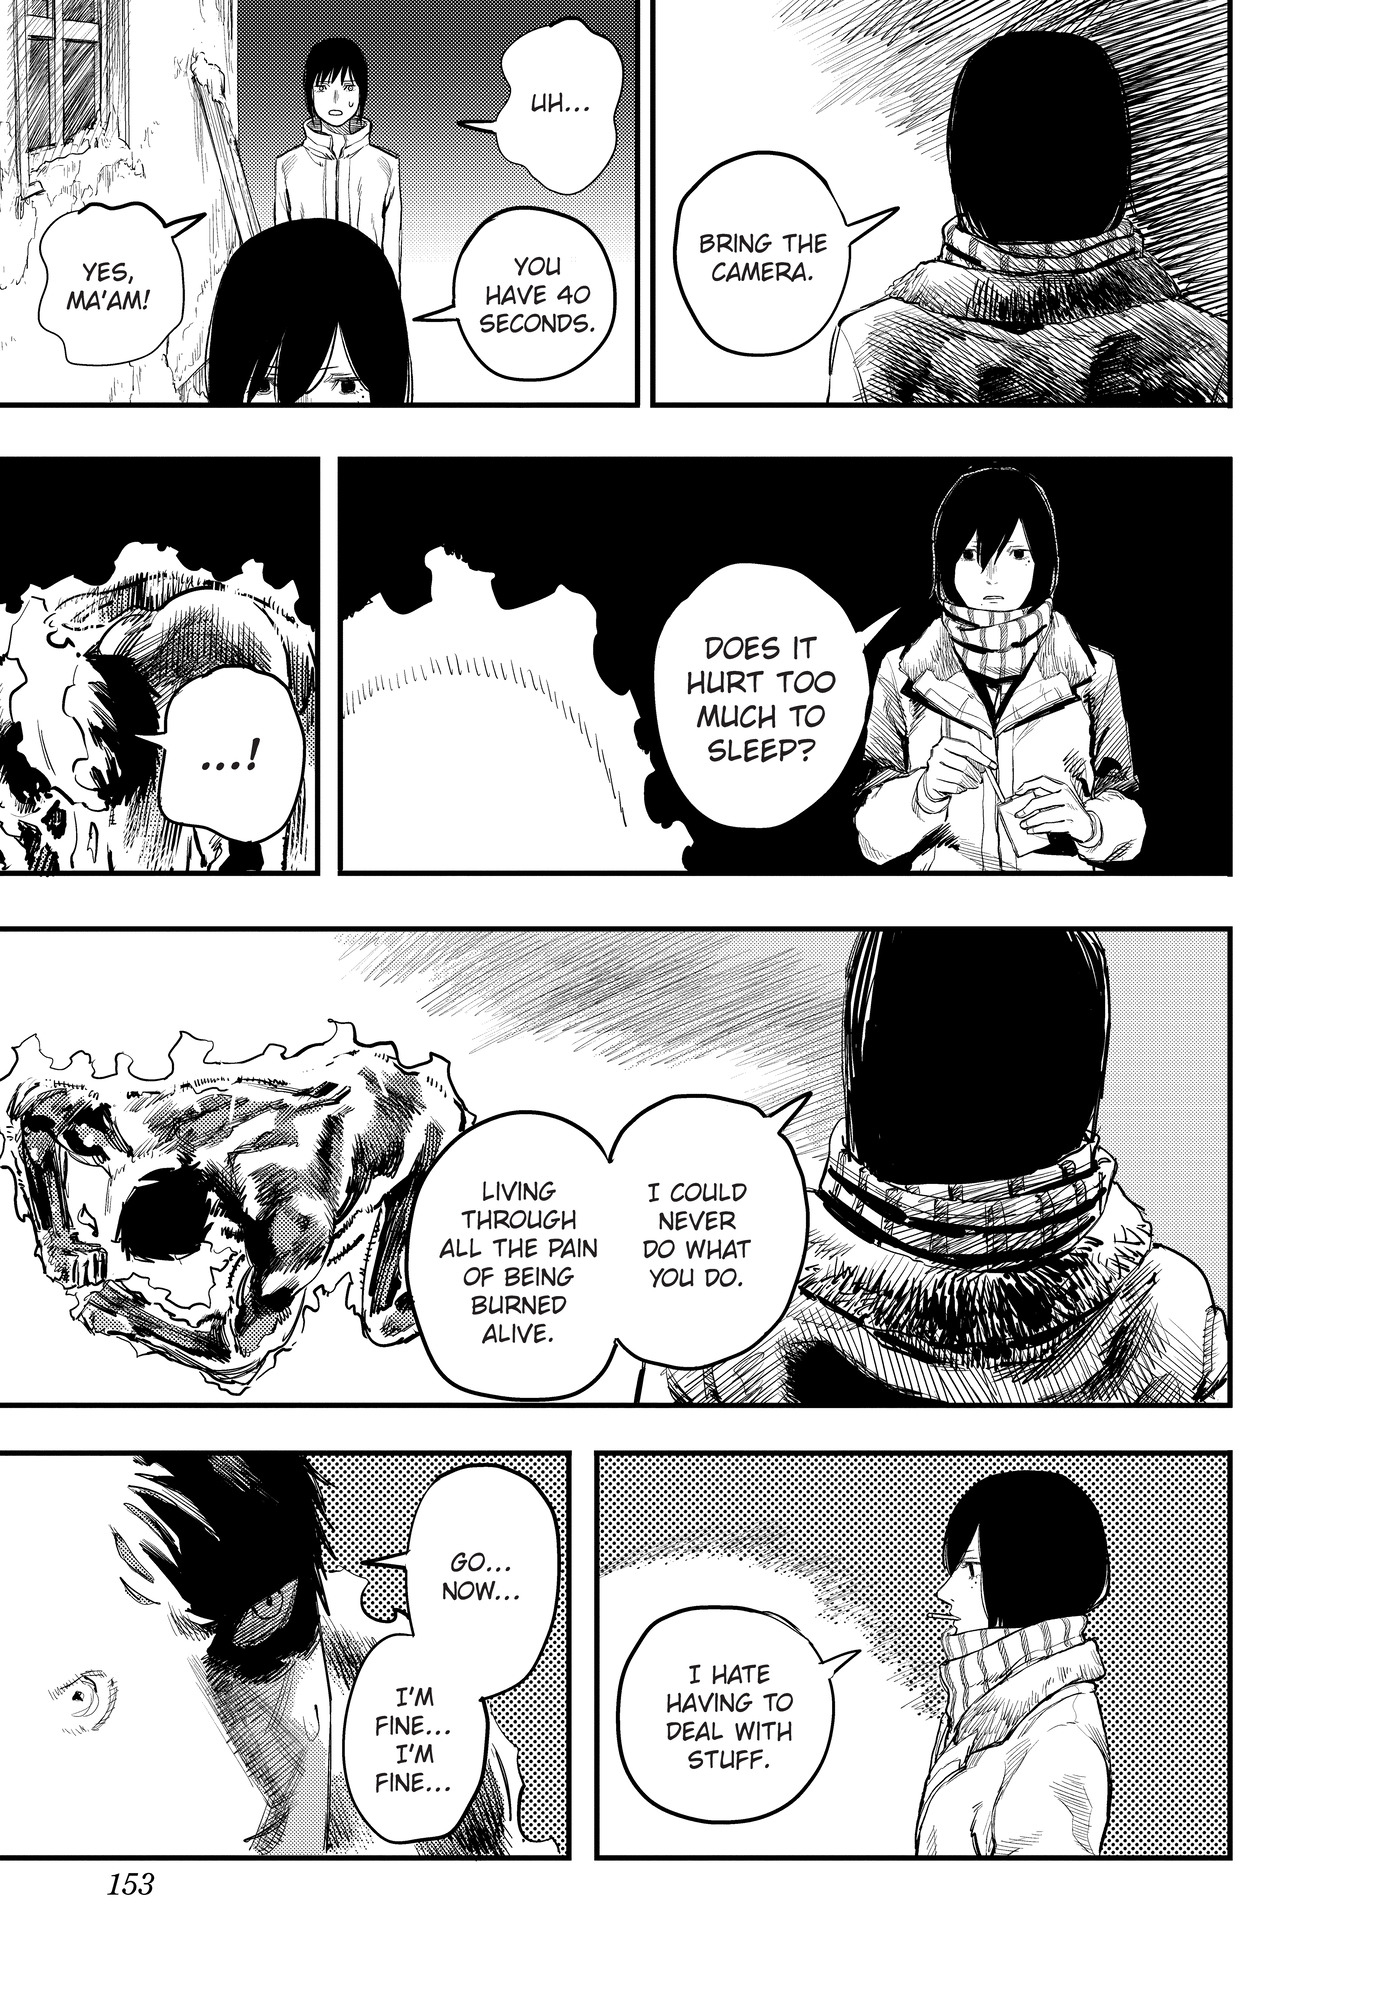 BRING THE
CAMERA.
UH...
YOU
HAVE 40
SECONDS.
YES,
MA'AM!
DOES IT
HURT TOO
MUCH TO
SLEEP?
...!
I COULD
NEVER
DO WHAT
YOU DO.
LIVING
THROUGH
ALL THE PAIN
OF BEING
BURNED
ALIVE.
I HATE
HAVING TO
DEAL WITH
STUFF.
GO...
NOW...
I'M
FINE...
I'M
FINE...
153